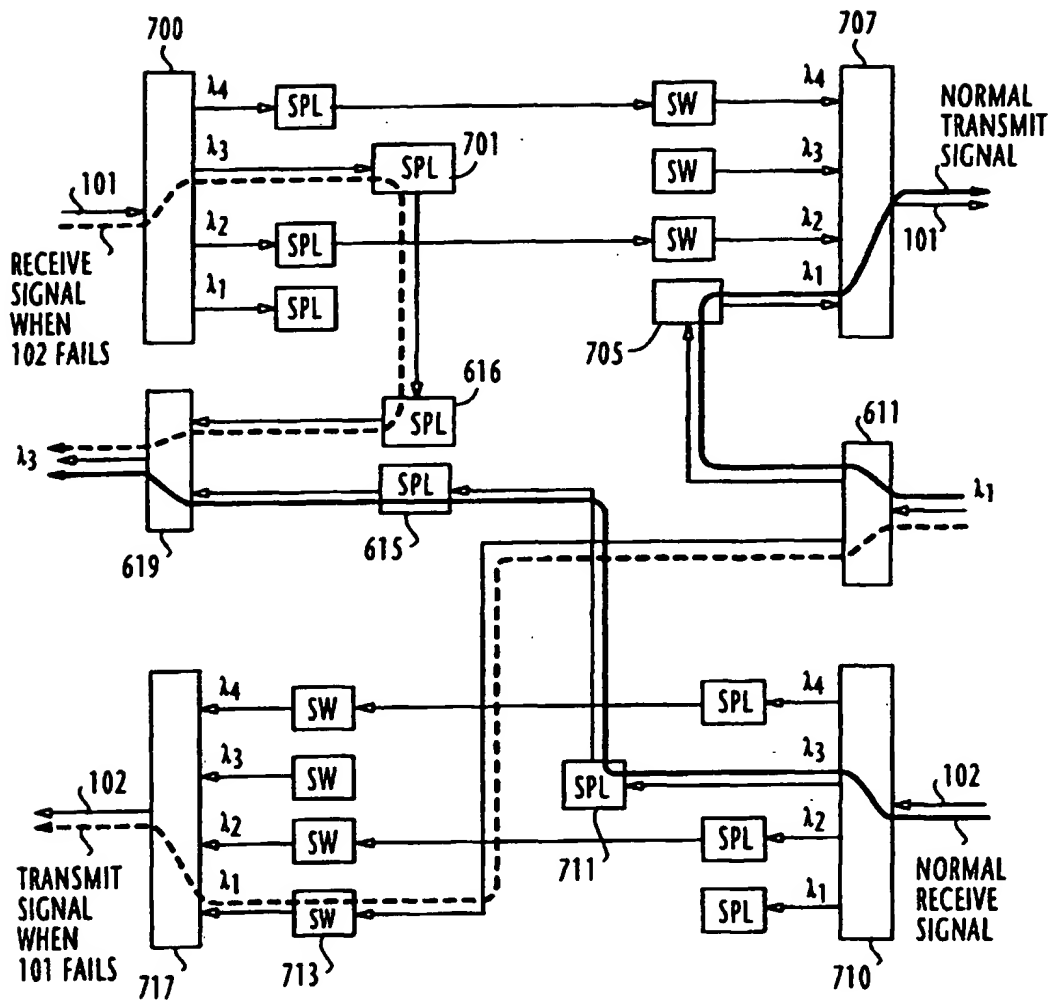 700
707
λ4
SPL
SW
λ4
NORMAL
TRANSMIT
SIGNAL
λ3
SPL
701
SW
λ3
101
λ2
SPL
SW
λ2
101
RECEIVE
SIGNAL
WHEN
102 FAILS
λ1
SPL
705
λ1
616
SPL
611
λ3
SPL
615
λ1
619
λ4
SW
SPL
λ4
λ3
SW
SPL
711
λ3
102
102
λ2
SW
SPL
λ2
TRANSMIT
SIGNAL
WHEN
101 FAILS
λ1
SW
713
SPL
λ1
NORMAL
RECEIVE
SIGNAL
717
710